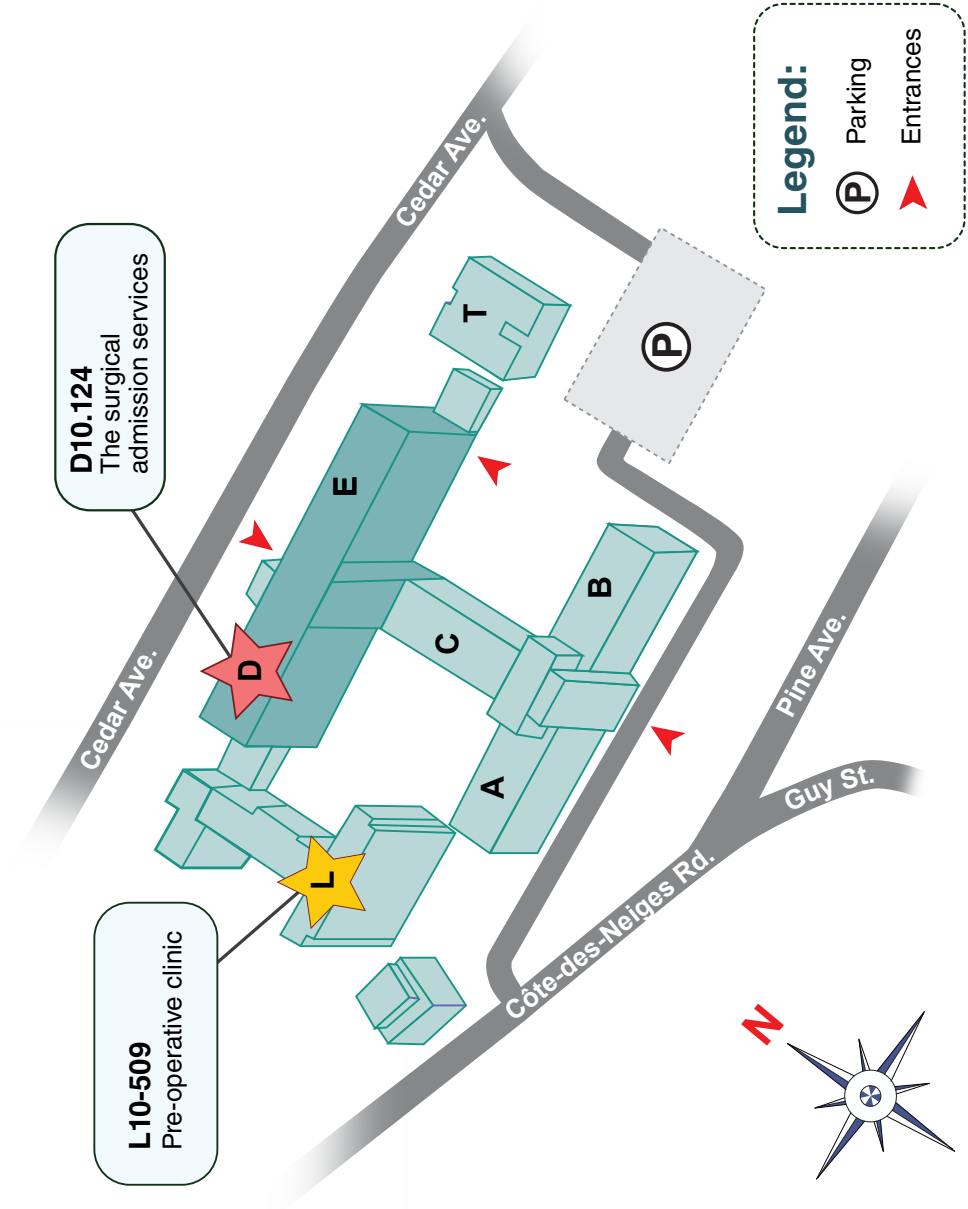 L10-509
Pre-operative clinic
D10.124
The surgical
admission services
Cedar Ave.
Cedar Ave.
D
E
T
L
C
A
B
P
Côte-des-Neiges Rd.
Guy St.
Pine Ave.
N
Legend:
P Parking
Entrances